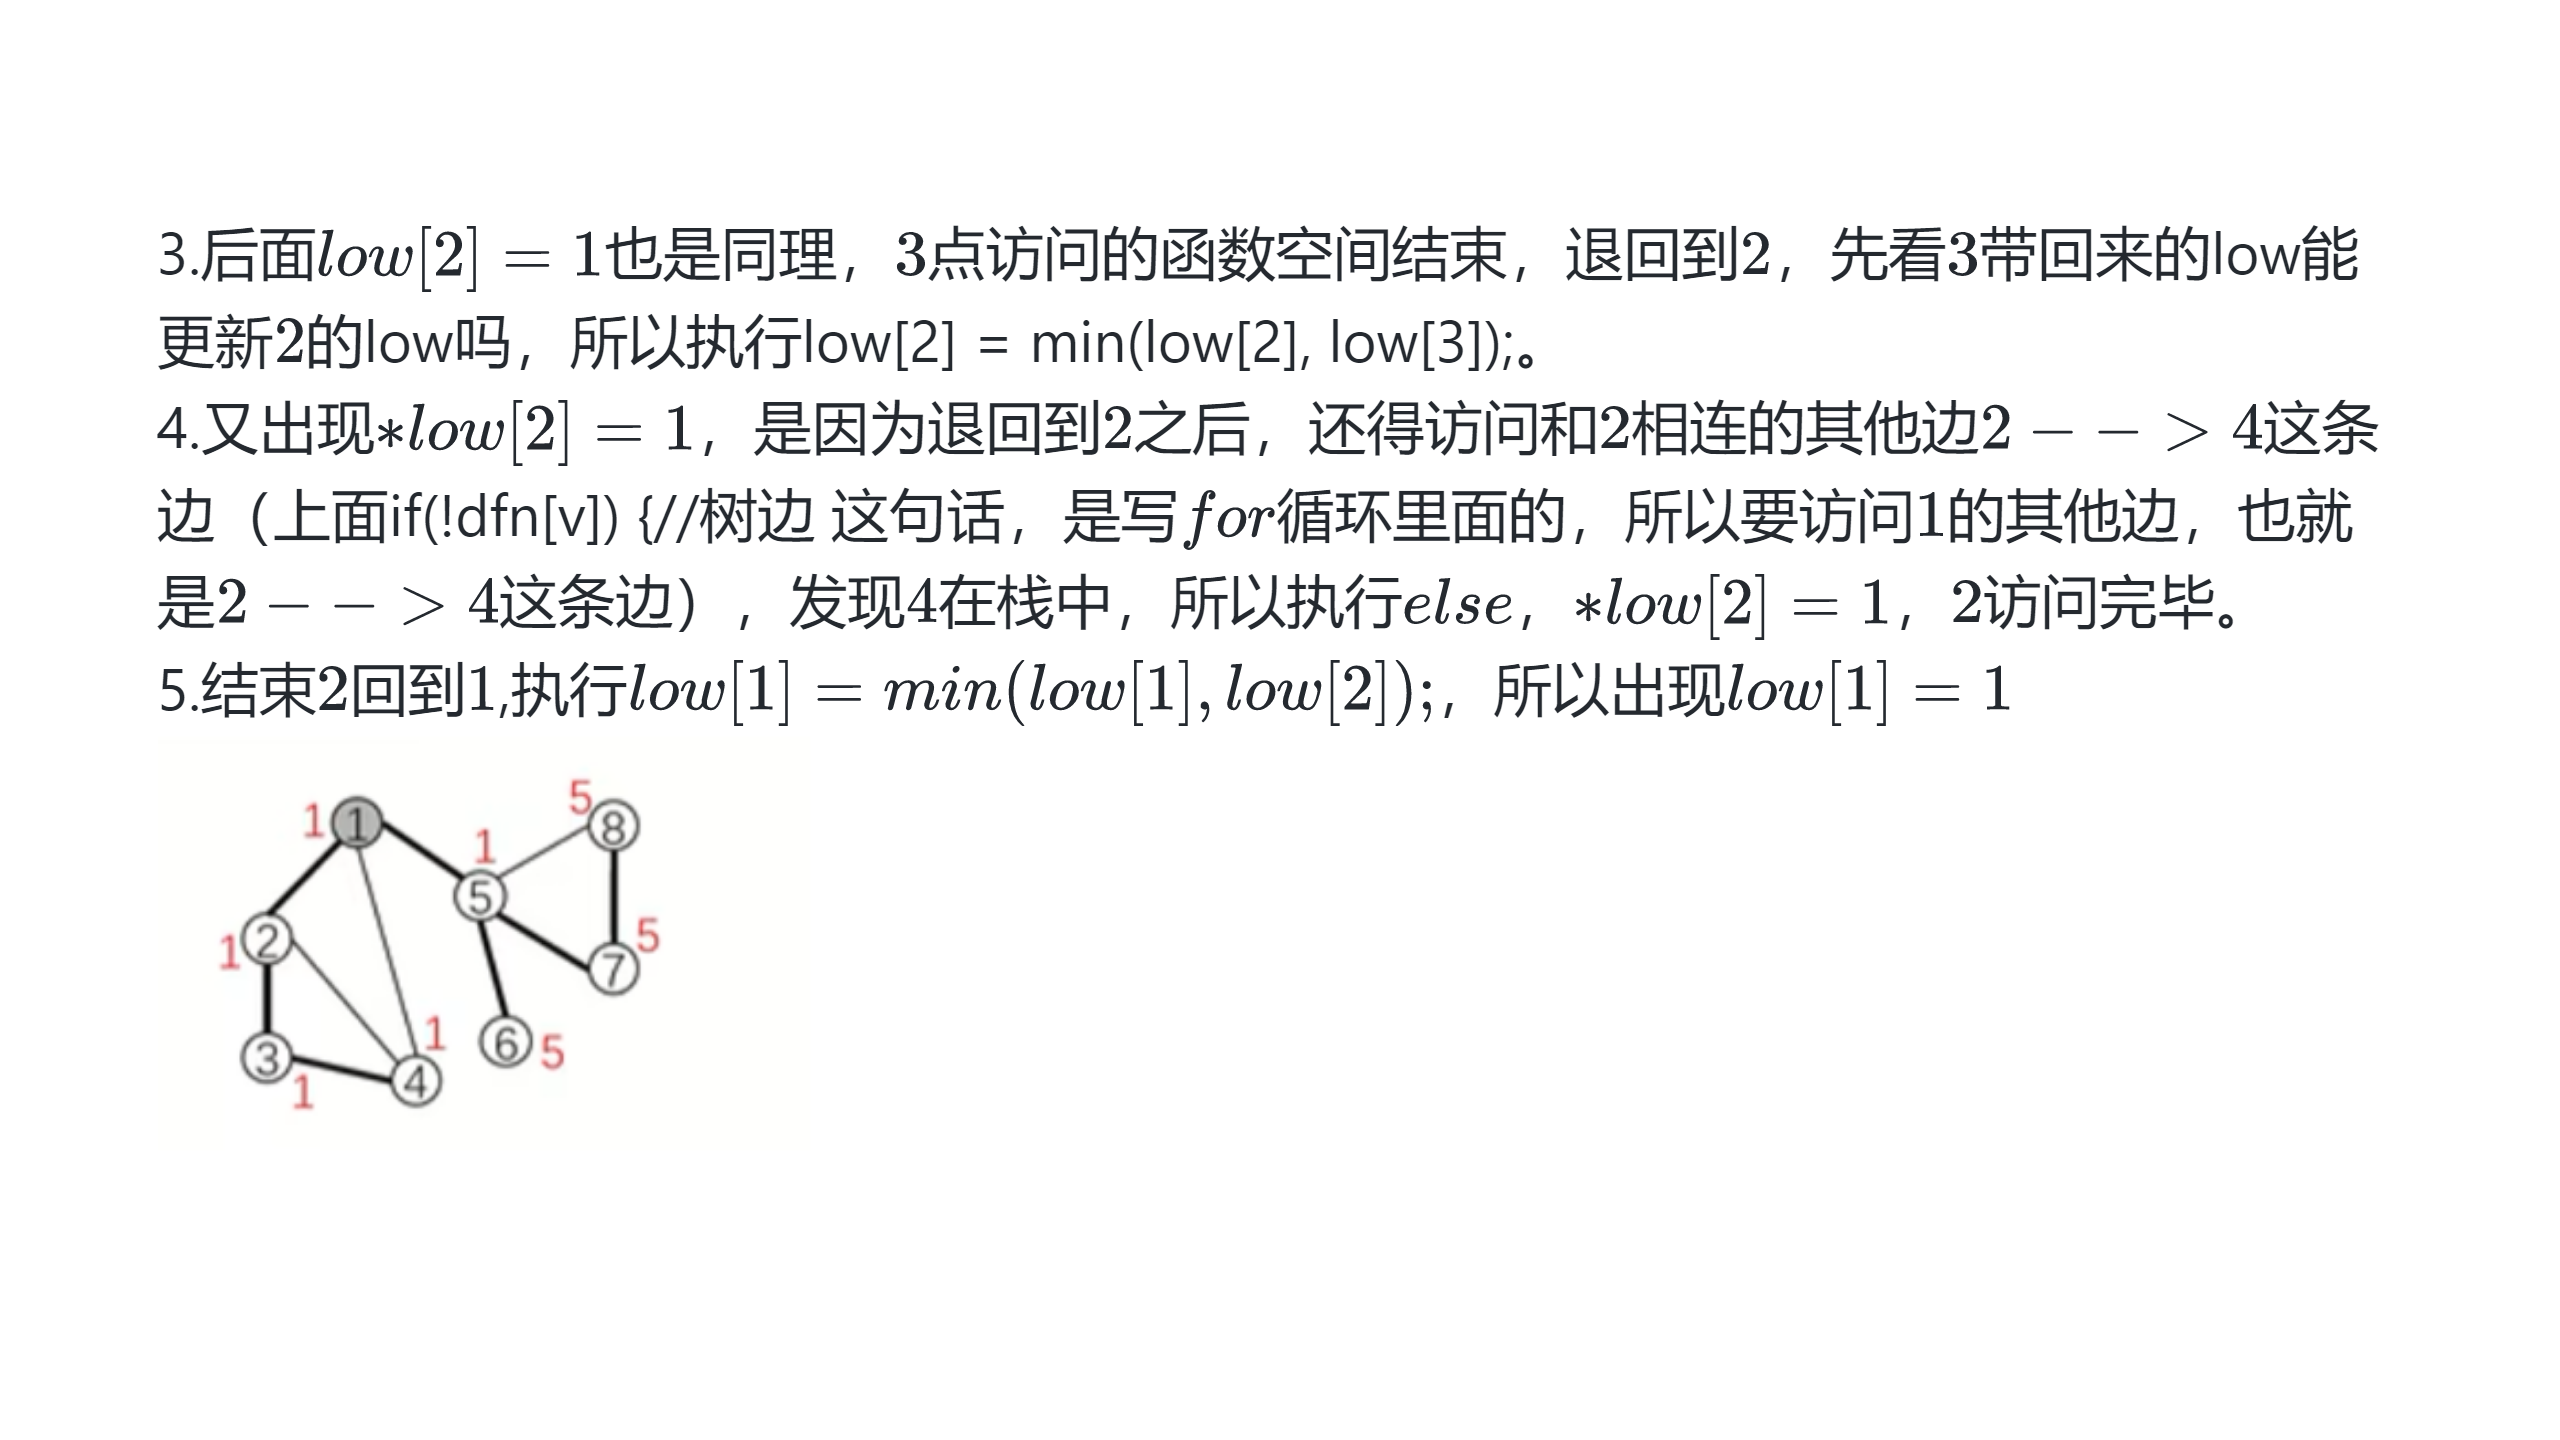 3.后面low[2] = 1也是同理，3点访问的函数空间结束，退回到2，先看3带回来的low能
更新2的low吗，所以执行low[2] = min(low[2], low[3]);。
4.又出现*low[2] = 1，是因为退回到2之后，还得访问和2相连的其他边2 - - > 4这条
边（上面if(!dfn[v]) {//树边 这句话，是写for循环里面的，所以要访问1的其他边，也就
是2 - - > 4这条边），发现4在栈中，所以执行else，*low[2] = 1，2访问完毕。
5.结束2回到1,执行low[1] = min(low[1], low[2]);，所以出现low[1] = 1
5
1 1 8
1
5
5
1 2
7
1
3 6 5
4
1